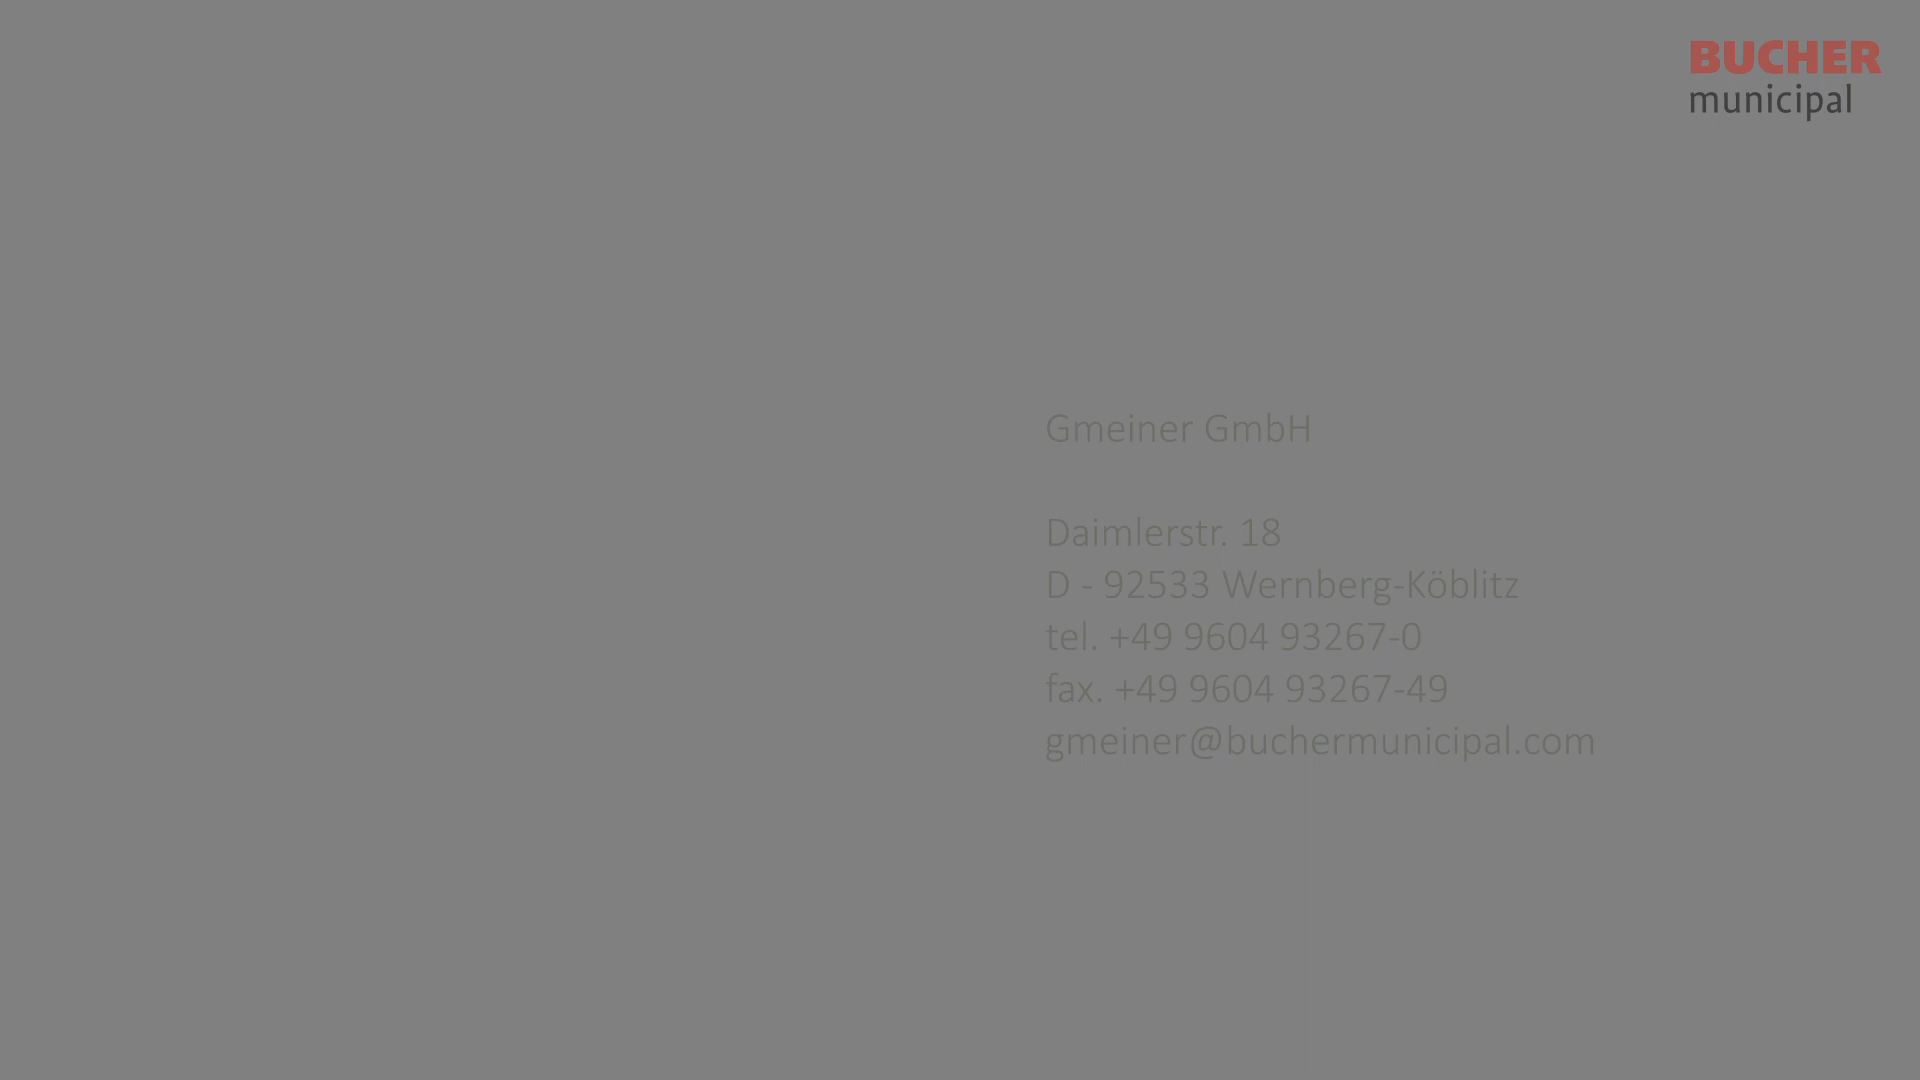 BUCHER
municipal
Gmeiner GmbH
Daimlerstr. 18
D - 92533 Wernberg-Köblitz
tel. +49 9604 93267-0
fax. +49 9604 93267-49
gmeiner@buchermunicipal.com